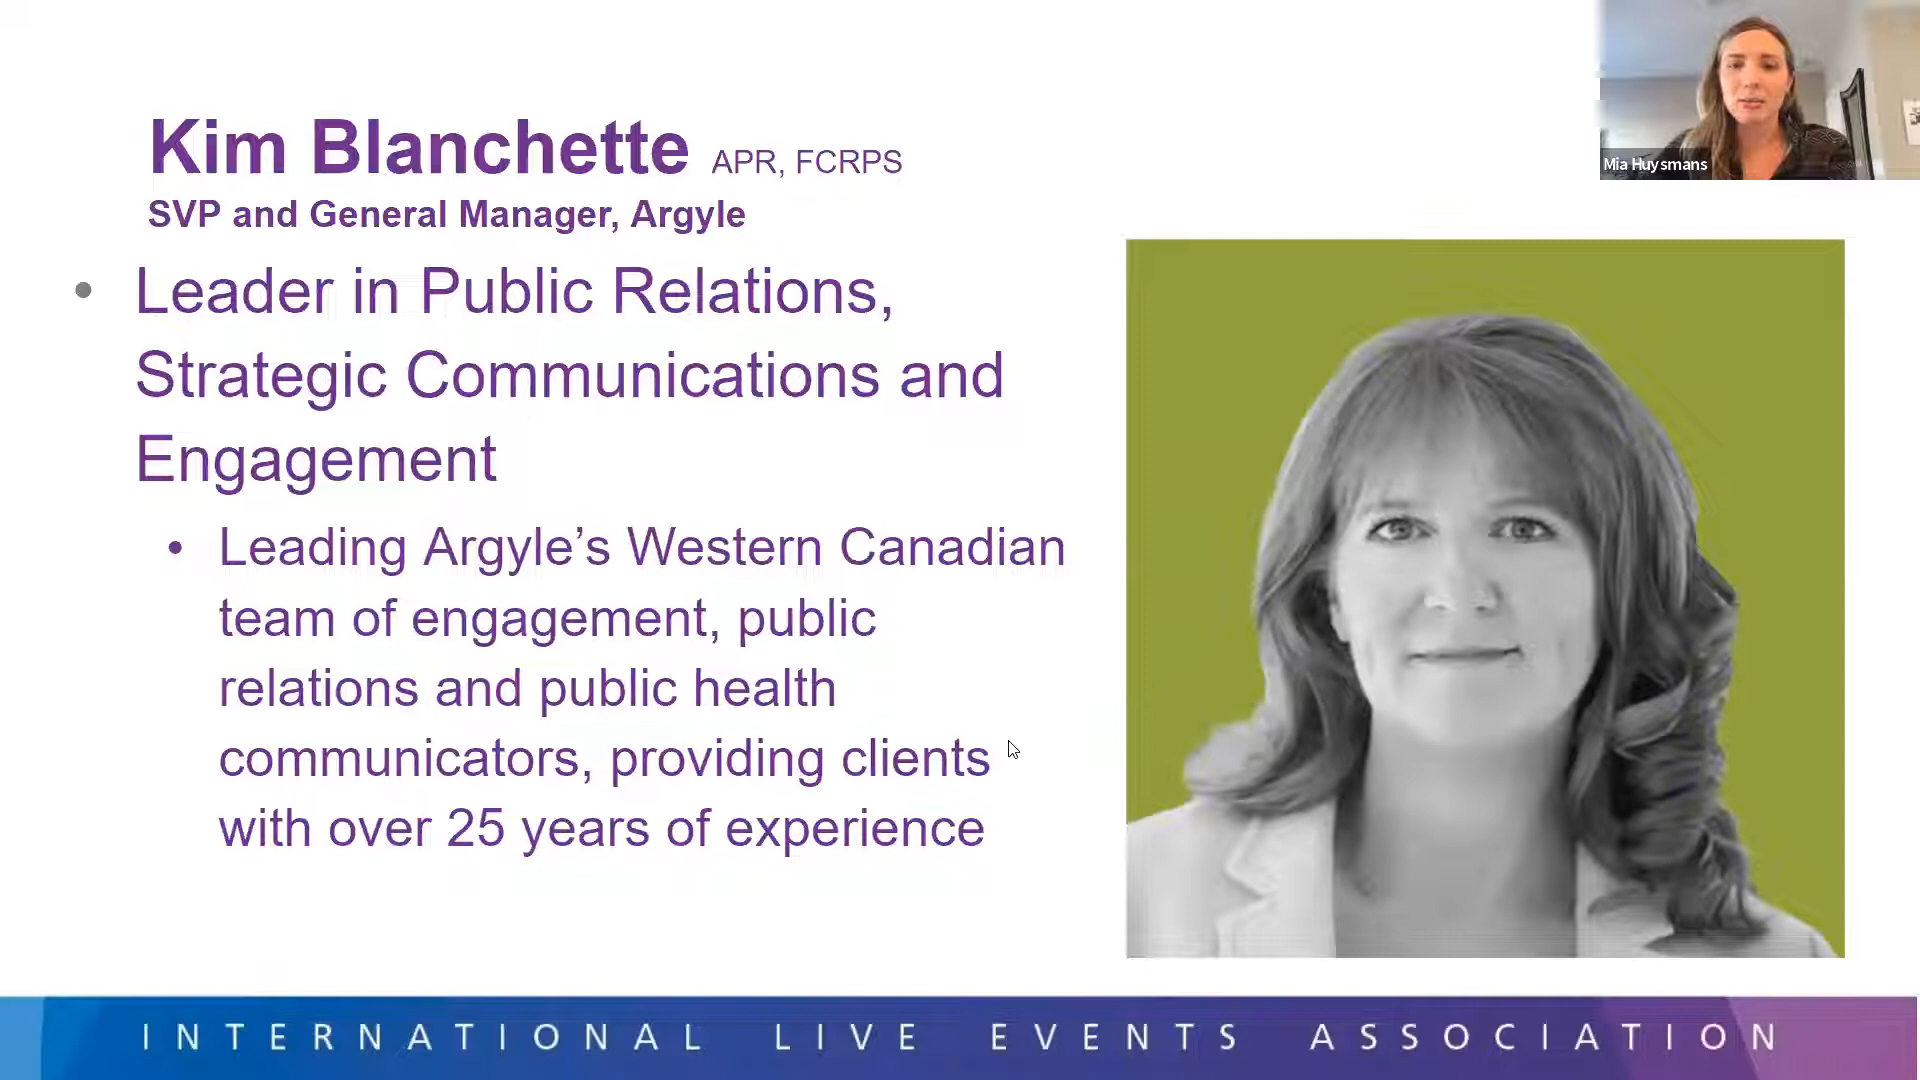 Kim Blanchette APR, FCRPS
SVP and General Manager, Argyle
• Leader in Public Relations,
Strategic Communications and
Engagement
• Leading Argyle’s Western Canadian
team of engagement, public
relations and public health
communicators, providing clients
with over 25 years of experience
Mia Huysmans
INTERNATIONAL LIVE EVENTS ASSOCIATION